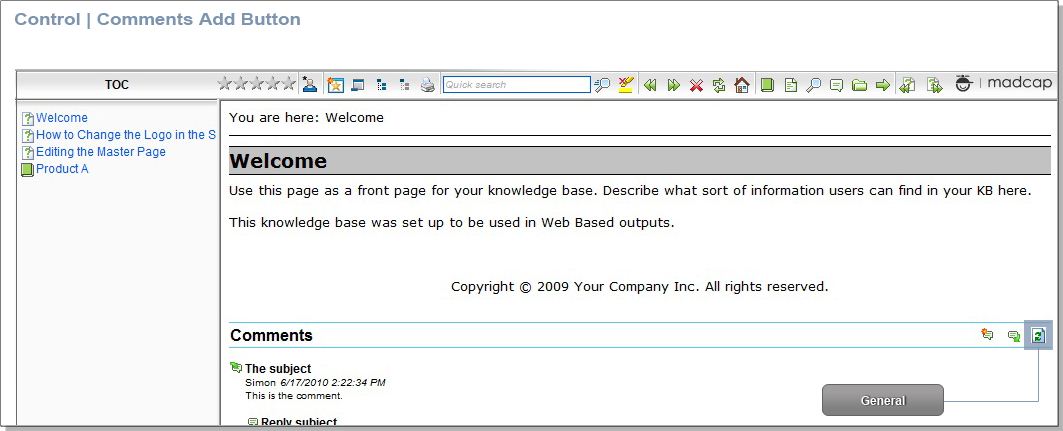 Control | Comments Add Button
TOC
Quick search
madcap
Welcome
How to Change the Logo in the S
Editing the Master Page
Product A
You are here: Welcome
Welcome
Use this page as a front page for your knowledge base. Describe what sort of information users can find in your KB here.
This knowledge base was set up to be used in Web Based outputs.
Copyright © 2009 Your Company Inc. All rights reserved.
Comments
The subject
Simon 6/17/2010 2:22:34 PM
This is the comment.
General
Reply subject